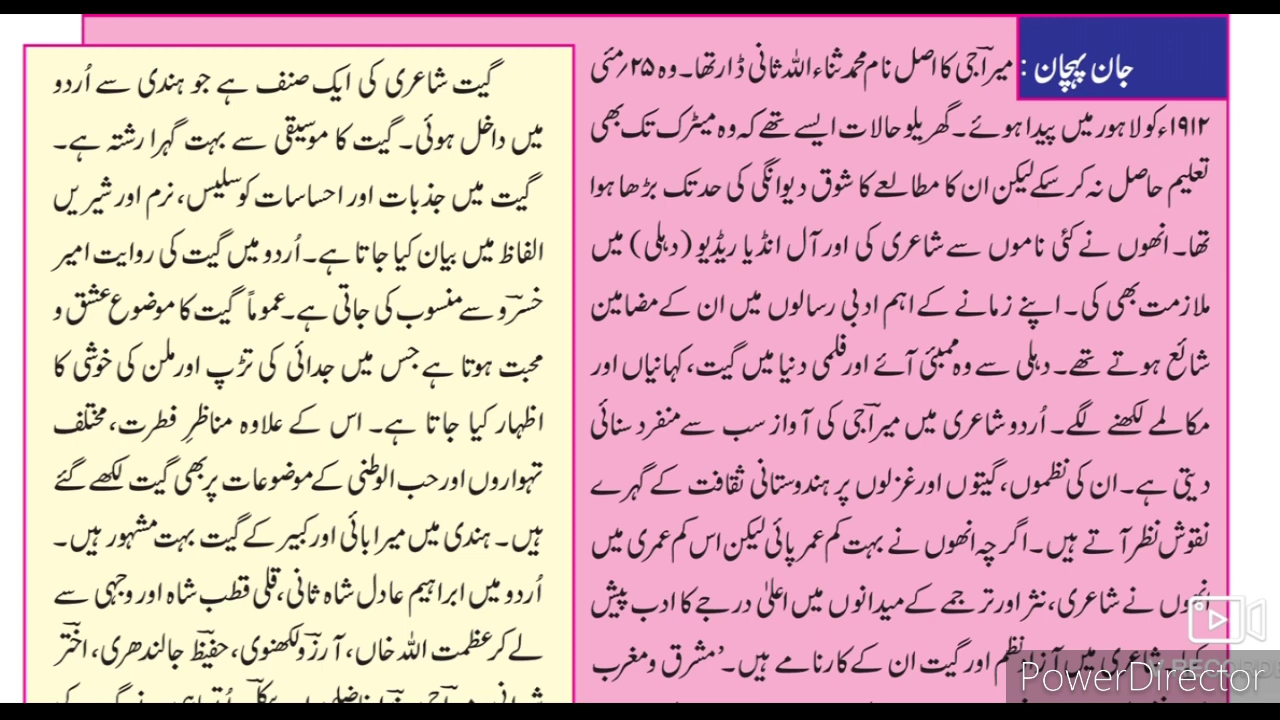 جان پہچان :
میراؔجی کا اصل نام محمد ثناء اللہ ثانی ڈار تھا۔ وہ ۲۵؍مئی
۱۹۱۲ء کو لاہور میں پیدا ہوئے۔ گھریلو حالات ایسے تھے کہ وہ میٹرک تک بھی
تعلیم حاصل نہ کر سکے لیکن ان کا مطالعے کا شوق دیوانگی کی حد تک بڑھا ہوا
تھا۔ انھوں نے کئی ناموں سے شاعری کی اور آل انڈیا ریڈیو (دہلی) میں
ملازمت بھی کی۔ اپنے زمانے کے اہم ادبی رسالوں میں ان کے مضامین
شائع ہوتے تھے۔ دہلی سے وہ ممبئی آئے اور فلمی دنیا میں گیت، کہانیاں اور
مکالمے لکھنے لگے۔ اُردو شاعری میں میراؔجی کی آواز سب سے منفرد سنائی
دیتی ہے۔ ان کی نظموں، گیتوں اور غزلوں پر ہندوستانی ثقافت کے گہرے
نقوش نظر آتے ہیں۔ اگرچہ انھوں نے بہت کم عمر پائی لیکن اس کم عمری میں
نے شاعری، نثر اور ترجمے کے میدانوں میں اعلیٰ درجے کا ادب پیش
شاعری میں آزاد نظم اور گیت ان کے کارنامے ہیں۔ ’مشرق و مغرب
گیت شاعری کی ایک صنف ہے جو ہندی سے اُردو
میں داخل ہوئی۔ گیت کا موسیقی سے بہت گہرا رشتہ ہے۔
گیت میں جذبات اور احساسات کو سلیس، نرم اور شیریں
الفاظ میں بیان کیا جاتا ہے۔ اُردو میں گیت کی روایت امیر
خسرؔو سے منسوب کی جاتی ہے۔ عموماً گیت کا موضوع عشق و
محبت ہوتا ہے جس میں جدائی کی تڑپ اور ملن کی خوشی کا
اظہار کیا جاتا ہے۔ اس کے علاوہ مناظرِ فطرت، مختلف
تہواروں اور حب الوطنی کے موضوعات پر بھی گیت لکھے گئے
ہیں۔ ہندی میں میرا بائی اور کبیر کے گیت بہت مشہور ہیں۔
اُردو میں ابراہیم عادل شاہ ثانی، قلی قطب شاہ اور وجہی سے
لے کر عظمت اللہ خاں، آرزؔو لکھنوی، حفیظؔ جالندھری، اخترؔ
PowerDirector